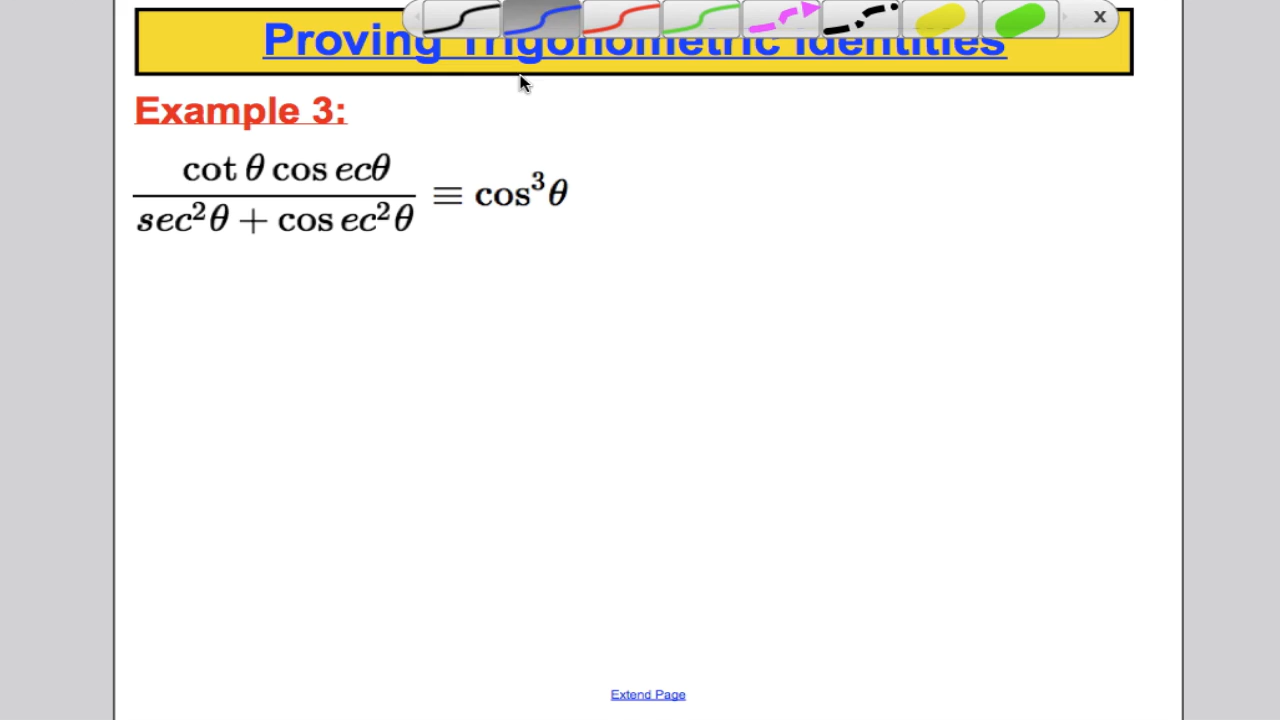 Proving Trigonometric Identities
Example 3:
cot θ cos ecθ
sec²θ + cos ec²θ ≡ cos³θ
x
Extend Page